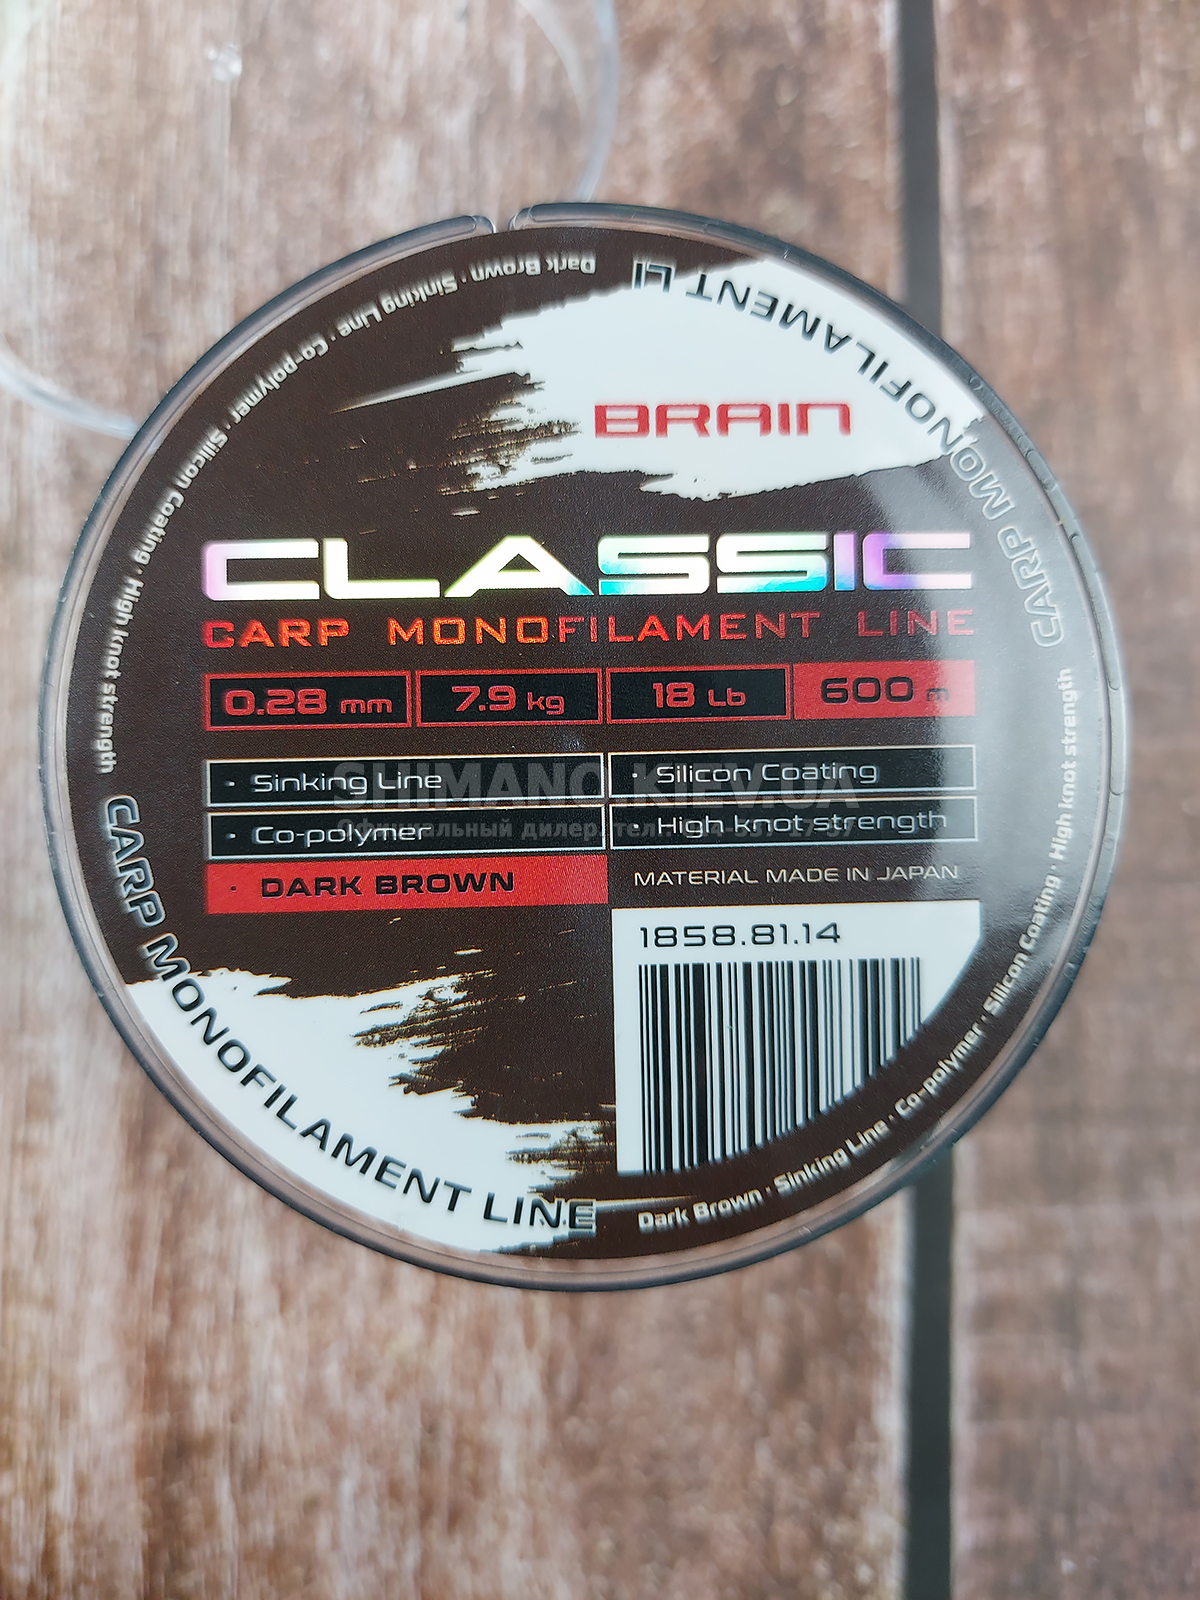 BRAIN
CLASSIC
CARP MONOFILAMENT LINE
0.28 mm 7.9 kg 18 Lb 600 m
· Sinking Line · Silicon Coating
· Co-polymer · High knot strength
· DARK BROWN
MATERIAL MADE IN JAPAN
1858.81.14
SHIMANO.KIEV.UA
Официальный дилер, тел.
CARP MONOFILAMENT LI
Dark Brown · Sinking Line · Co-polymer · Silicon Coating · High knot strength
CARP MONOFILAMENT LINE
Dark Brown · Sinking Line · Co-polymer · Silicon Coating · High knot strength